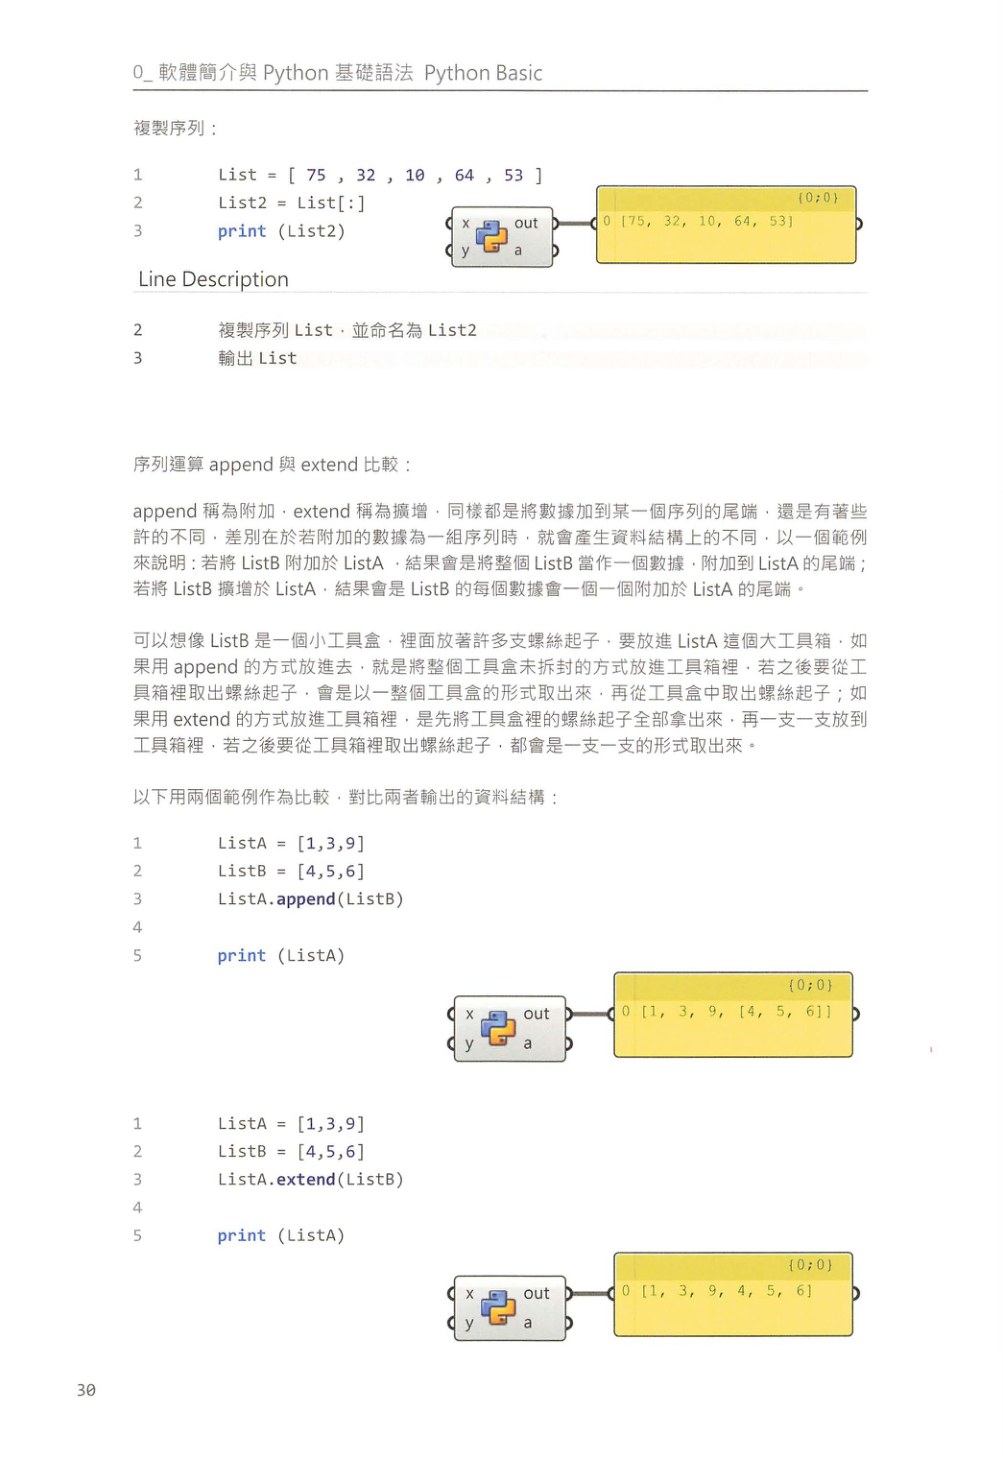 0_ 軟體簡介與 Python 基礎語法 Python Basic
複製序列：
1 List = [ 75 , 32 , 10 , 64 , 53 ]
2 List2 = List[:]
3 print (List2)
x out
y a
{0;0}
0 [75, 32, 10, 64, 53]
Line Description
2 複製序列 List，並命名為 List2
3 輸出 List
序列運算 append 與 extend 比較：
append 稱為附加，extend 稱為擴增，同樣都是將數據加到某一個序列的尾端，還是有著些
許的不同，差別在於若附加的數據為一組序列時，就會產生資料結構上的不同，以一個範例
來說明：若將 ListB 附加於 ListA ，結果會是將整個 ListB 當作一個數據，附加到 ListA 的尾端；
若將 ListB 擴增於 ListA，結果會是 ListB 的每個數據會一個一個附加於 ListA 的尾端。
可以想像 ListB 是一個小工具盒，裡面放著許多支螺絲起子，要放進 ListA 這個大工具箱，如
果用 append 的方式放進去，就是將整個工具盒未拆封的方式放進工具箱裡，若之後要從工
具箱裡取出螺絲起子，會是以一整個工具盒的形式取出來，再從工具盒中取出螺絲起子；如
果用 extend 的方式放進工具箱裡，是先將工具盒裡的螺絲起子全部拿出來，再一支一支放到
工具箱裡，若之後要從工具箱裡取出螺絲起子，都會是一支一支的形式取出來。
以下用兩個範例作為比較，對比兩者輸出的資料結構：
1 ListA = [1,3,9]
2 ListB = [4,5,6]
3 ListA.append(ListB)
4
5 print (ListA)
x out
y a
{0;0}
0 [1, 3, 9, [4, 5, 6]]
1 ListA = [1,3,9]
2 ListB = [4,5,6]
3 ListA.extend(ListB)
4
5 print (ListA)
x out
y a
{0;0}
0 [1, 3, 9, 4, 5, 6]
30